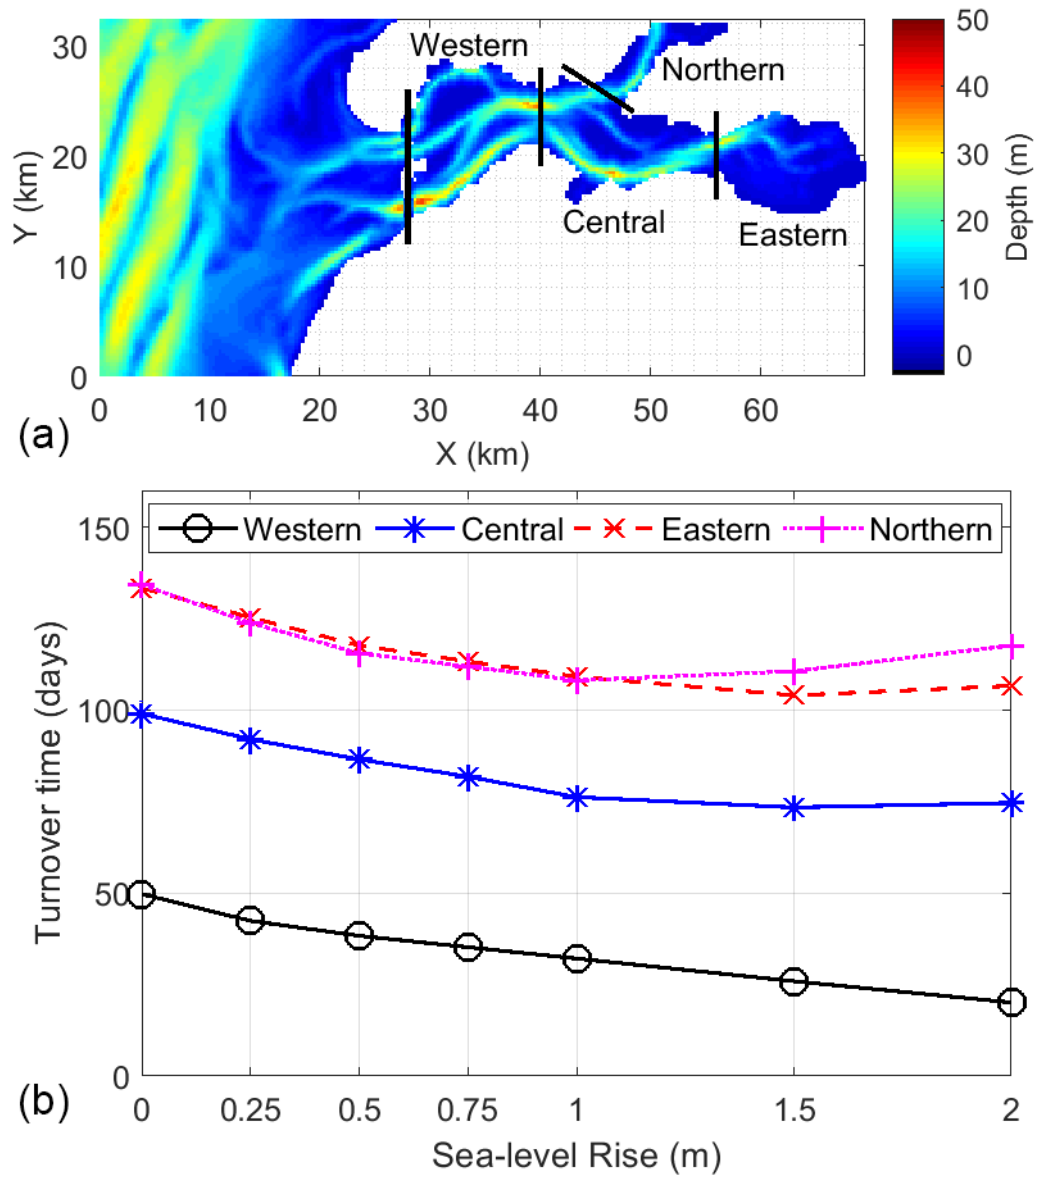 Western
Northern
Central
Eastern
30
20
10
0
Y (km)
0 10 20 30 40 50 60
X (km)
50
40
30
20
10
0
Depth (m)
(a)
Western Central Eastern Northern
150
100
50
0
Turnover time (days)
0 0.25 0.5 0.75 1 1.5 2
Sea-level Rise (m)
(b)